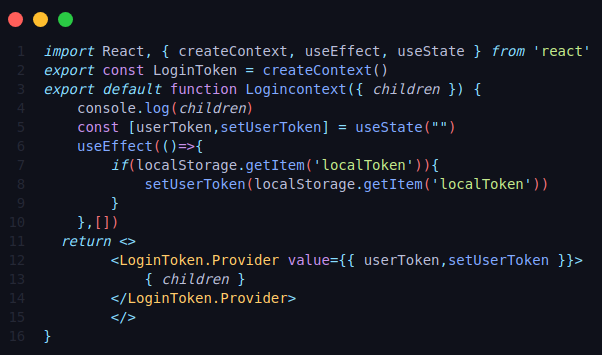 1 import React, { createContext, useEffect, useState } from 'react'
2 export const LoginToken = createContext()
3 export default function Logincontext({ children }) {
4     console.log(children)
5     const [userToken,setUserToken] = useState("")
6     useEffect(()=>{
7         if(localStorage.getItem('localToken')){
8             setUserToken(localStorage.getItem('localToken'))
9         }
10     },[])
11   return <>
12         <LoginToken.Provider value={{ userToken,setUserToken }}>
13             { children }
14         </LoginToken.Provider>
15         </>
16 }